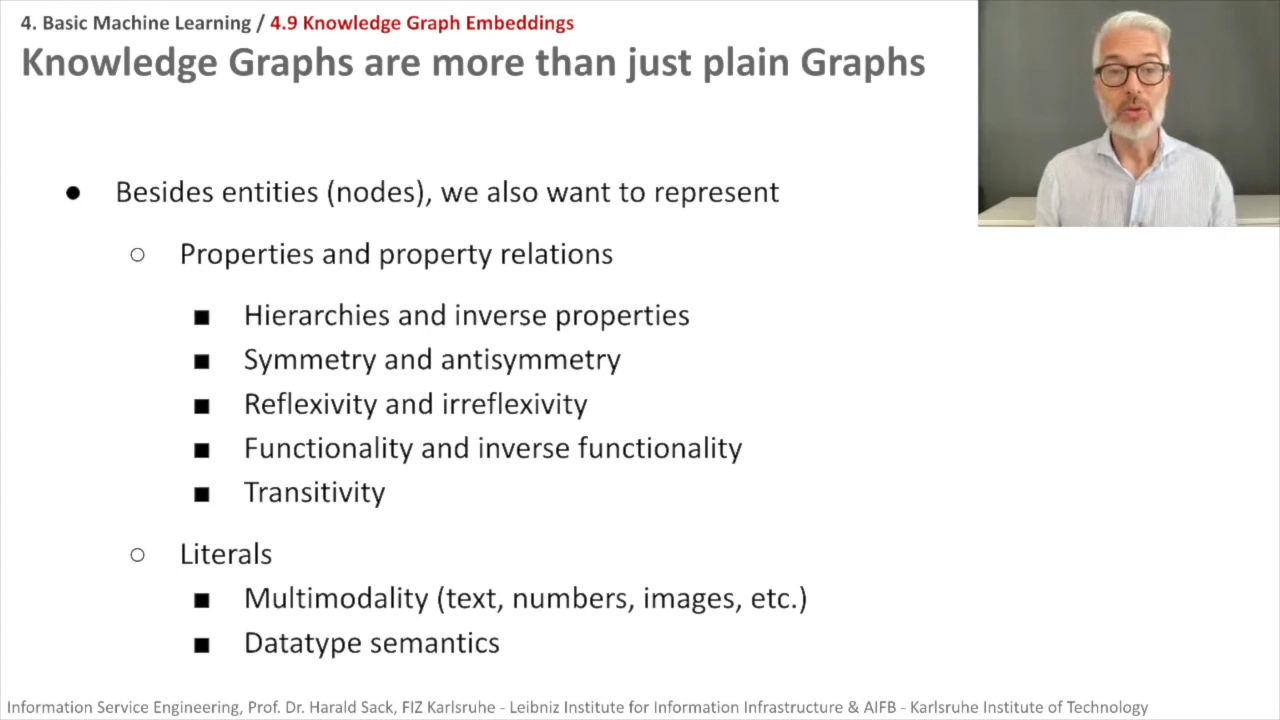 4. Basic Machine Learning / 4.9 Knowledge Graph Embeddings
Knowledge Graphs are more than just plain Graphs
● Besides entities (nodes), we also want to represent
○ Properties and property relations
■ Hierarchies and inverse properties
■ Symmetry and antisymmetry
■ Reflexivity and irreflexivity
■ Functionality and inverse functionality
■ Transitivity
○ Literals
■ Multimodality (text, numbers, images, etc.)
■ Datatype semantics
Information Service Engineering, Prof. Dr. Harald Sack, FIZ Karlsruhe - Leibniz Institute for Information Infrastructure & AIFB - Karlsruhe Institute of Technology